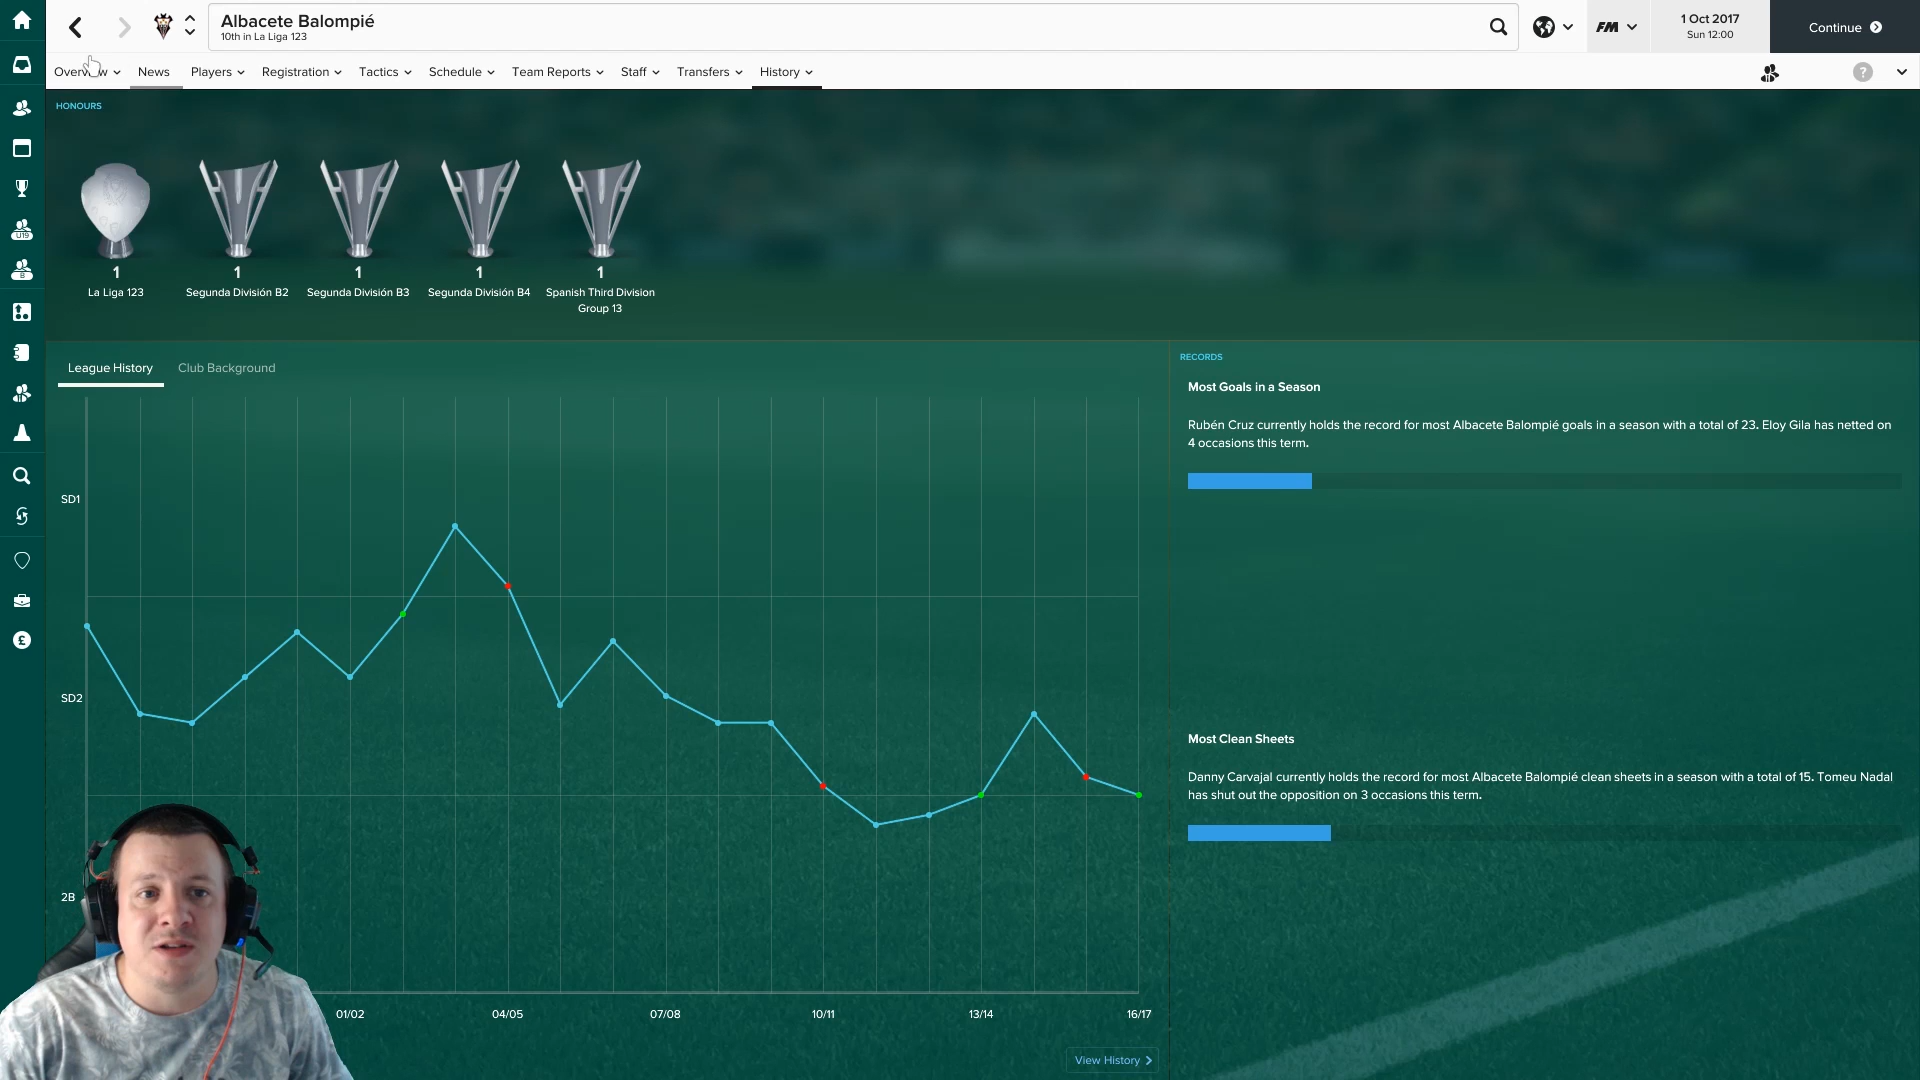 Albacete Balompié
10th in La Liga 123
FM
1 Oct 2017
Sun 12:00
Continue
Overview
News
Players
Registration
Tactics
Schedule
Team Reports
Staff
Transfers
History
?
HONOURS
1
La Liga 123
1
Segunda División B2
1
Segunda División B3
1
Segunda División B4
1
Spanish Third Division
Group 13
U19
B
£
League History
Club Background
SD1
SD2
2B
01/02
04/05
07/08
10/11
13/14
16/17
View History
RECORDS
Most Goals in a Season
Rubén Cruz currently holds the record for most Albacete Balompié goals in a season with a total of 23. Eloy Gila has netted on
4 occasions this term.
Most Clean Sheets
Danny Carvajal currently holds the record for most Albacete Balompié clean sheets in a season with a total of 15. Tomeu Nadal
has shut out the opposition on 3 occasions this term.